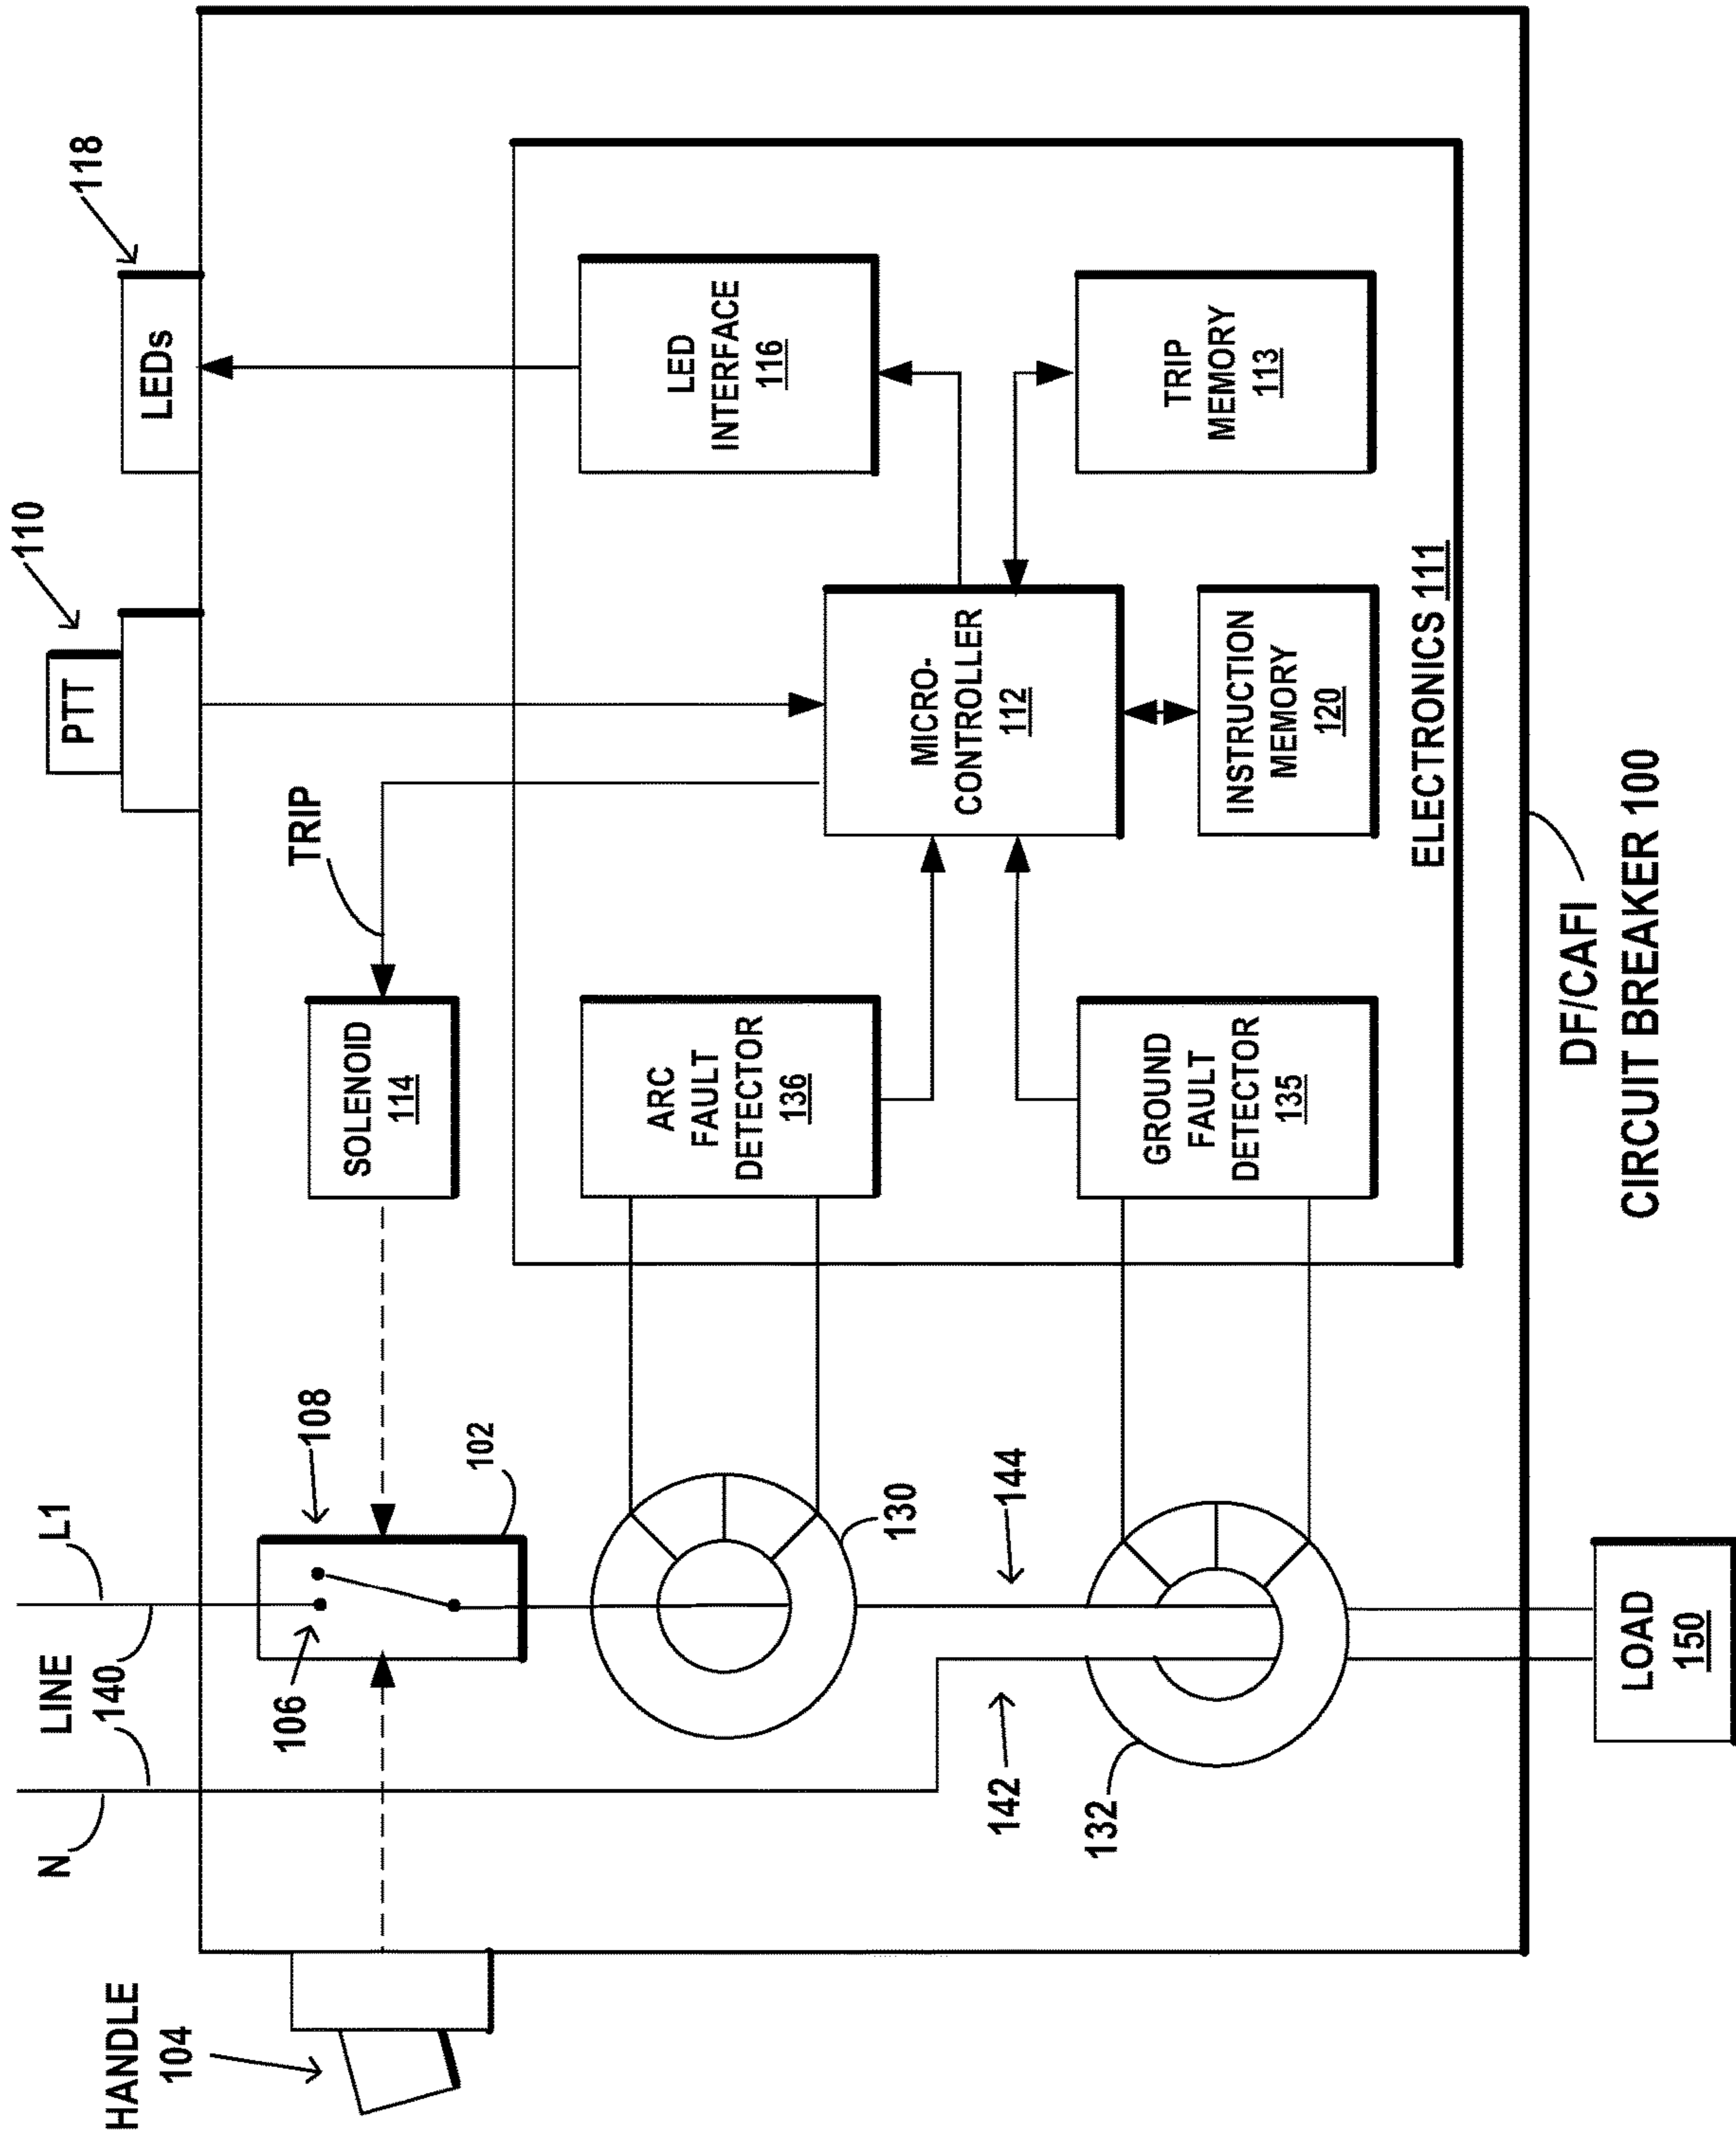 HANDLE
104
N
LINE
140
L1
106
108
102
SOLENOID
114
TRIP
PTT
110
LEDs
118
130
ARC
FAULT
DETECTOR
136
LED
INTERFACE
116
MICRO-
CONTROLLER
112
142
144
132
GROUND
FAULT
DETECTOR
135
INSTRUCTION
MEMORY
120
TRIP
MEMORY
113
ELECTRONICS 111
LOAD
150
DF/CAFI
CIRCUIT BREAKER 100